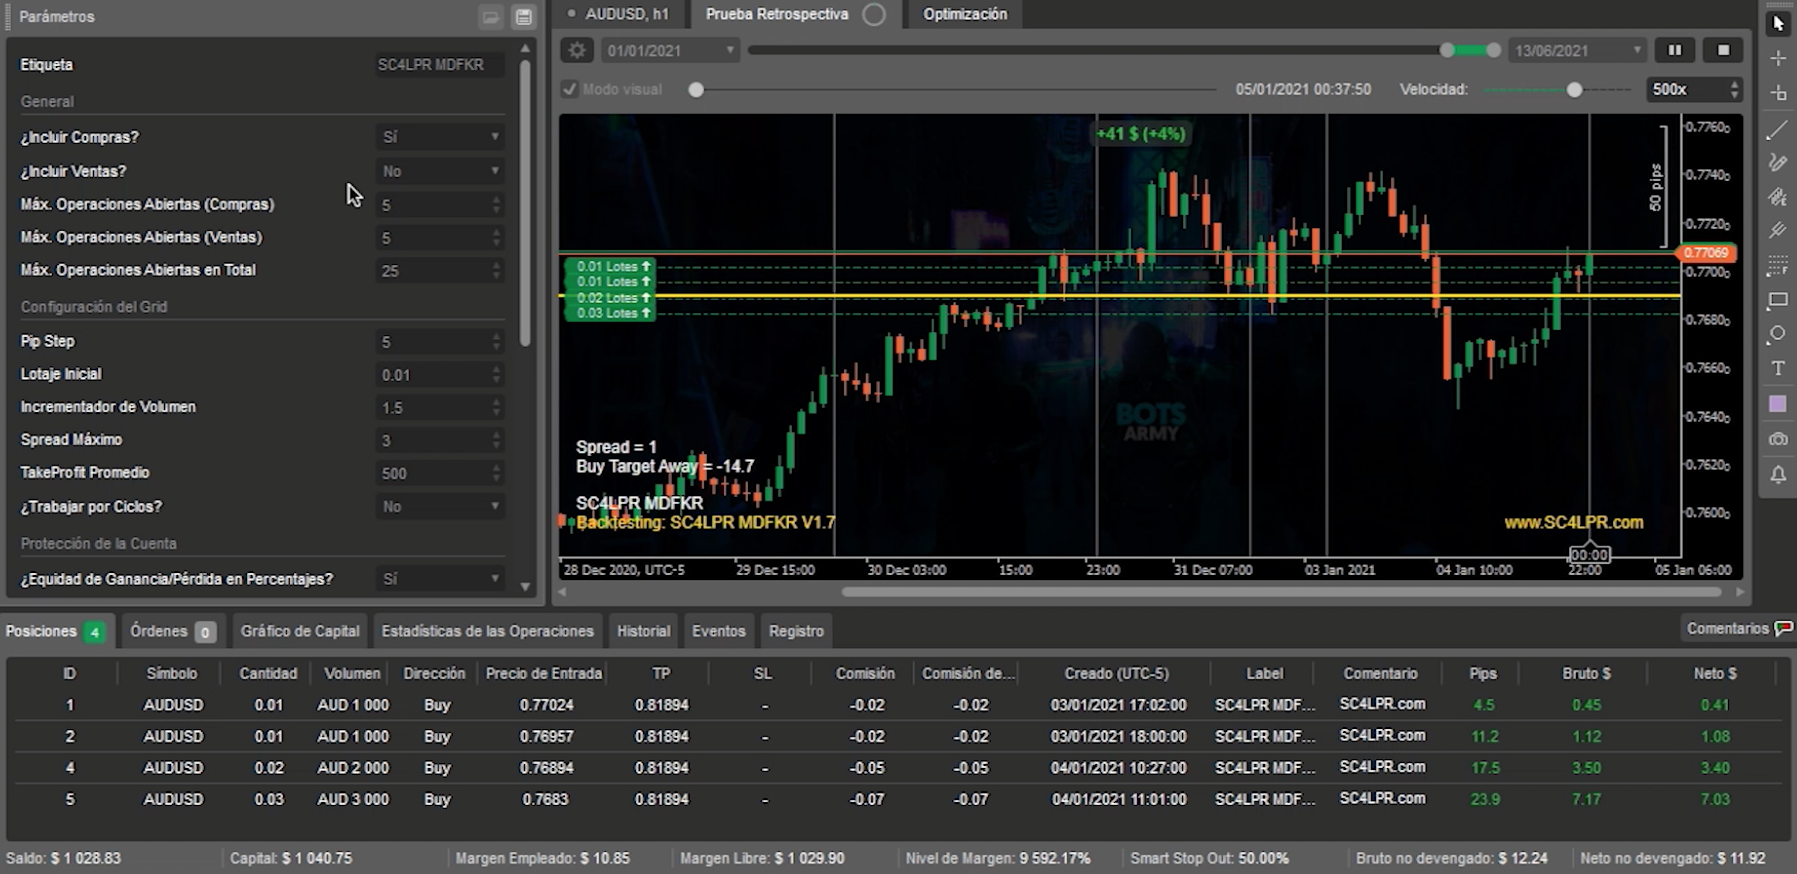 Parámetros
Etiqueta SC4LPR MDFKR
General
¿Incluir Compras? Sí
¿Incluir Ventas? No
Máx. Operaciones Abiertas (Compras) 5
Máx. Operaciones Abiertas (Ventas) 5
Máx. Operaciones Abiertas en Total 25
Configuración del Grid
Pip Step 5
Lotaje Inicial 0.01
Incrementador de Volumen 1.5
Spread Máximo 3
TakeProfit Promedio 500
¿Trabajar por Ciclos? No
Protección de la Cuenta
¿Equidad de Ganancia/Pérdida en Porcentajes? Sí
AUDUSD, h1 Prueba Retrospectiva Optimización
01/01/2021 13/06/2021
Modo visual 05/01/2021 00:37:50 Velocidad: 500x
+41 $ (+4%)
50 pips
0.77600
0.77400
0.77200
0.77069
0.77000
0.76800
0.76600
0.76400
0.76200
0.76000
0.01 Lotes
0.01 Lotes
0.02 Lotes
0.03 Lotes
BOTS
ARMY
Spread = 1
Buy Target Away = -14.7
SC4LPR MDFKR
Backtesting: SC4LPR MDFKR V1.7
www.SC4LPR.com
00:00
28 Dec 2020, UTC-5 29 Dec 15:00 30 Dec 03:00 15:00 23:00 31 Dec 07:00 03 Jan 2021 04 Jan 10:00 22:00 05 Jan 06:00
Posiciones 4 Órdenes 0 Gráfico de Capital Estadísticas de las Operaciones Historial Eventos Registro Comentarios
ID Símbolo Cantidad Volumen Dirección Precio de Entrada TP SL Comisión Comisión de... Creado (UTC-5) Label Comentario Pips Bruto $ Neto $
1 AUDUSD 0.01 AUD 1 000 Buy 0.77024 0.81894 - -0.02 -0.02 03/01/2021 17:02:00 SC4LPR MDF... SC4LPR.com 4.5 0.45 0.41
2 AUDUSD 0.01 AUD 1 000 Buy 0.76957 0.81894 - -0.02 -0.02 03/01/2021 18:00:00 SC4LPR MDF... SC4LPR.com 11.2 1.12 1.08
4 AUDUSD 0.02 AUD 2 000 Buy 0.76894 0.81894 - -0.05 -0.05 04/01/2021 10:27:00 SC4LPR MDF... SC4LPR.com 17.5 3.50 3.40
5 AUDUSD 0.03 AUD 3 000 Buy 0.7683 0.81894 - -0.07 -0.07 04/01/2021 11:01:00 SC4LPR MDF... SC4LPR.com 23.9 7.17 7.03
Saldo: $ 1 028.83 Capital: $ 1 040.75 Margen Empleado: $ 10.85 Margen Libre: $ 1 029.90 Nivel de Margen: 9 592.17% Smart Stop Out: 50.00% Bruto no devengado: $ 12.24 Neto no devengado: $ 11.92